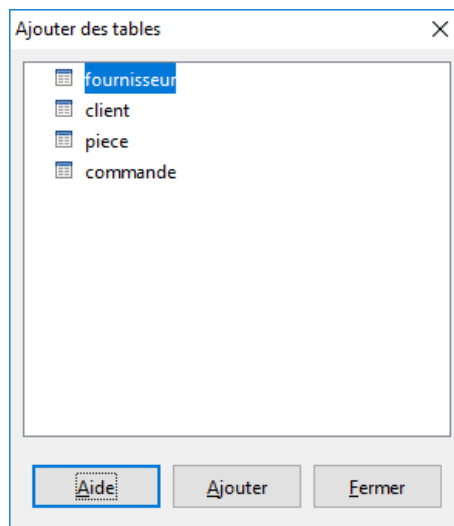 Ajouter des tables
fournisseur
client
piece
commande
Aide Ajouter Fermer